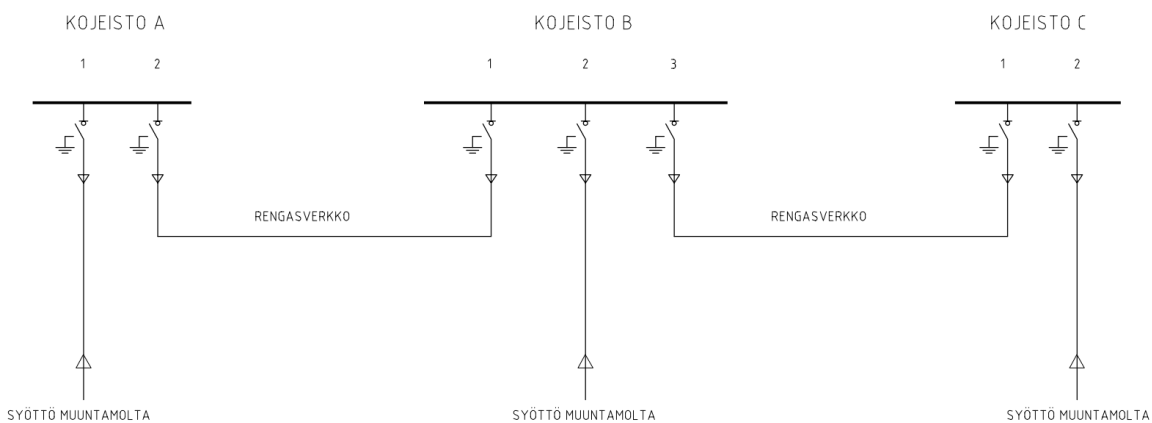 KOJEISTO A
KOJEISTO B
KOJEISTO C
1 2
1 2 3
1 2
RENGASVERKKO
RENGASVERKKO
SYÖTTÖ MUUNTAMOLTA
SYÖTTÖ MUUNTAMOLTA
SYÖTTÖ MUUNTAMOLTA